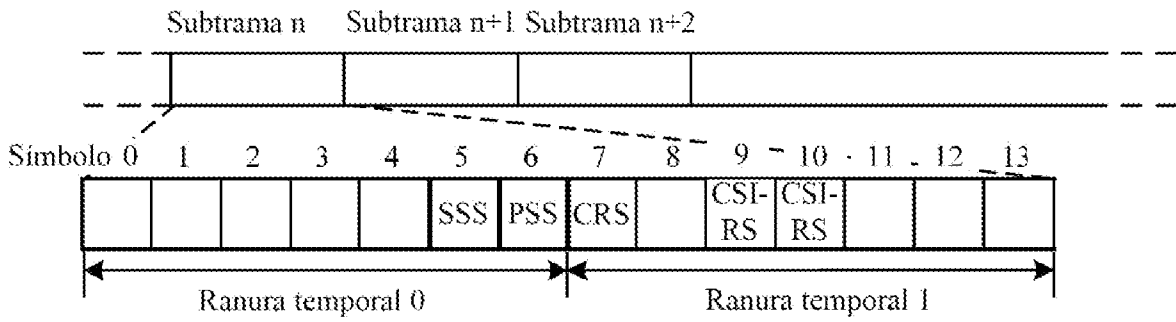 Subtrama n Subtrama n+1 Subtrama n+2
Símbolo 0 1 2 3 4 5 6 7 8 9 10 11 12 13
SSS PSS CRS CSI-RS CSI-RS
Ranura temporal 0 Ranura temporal 1